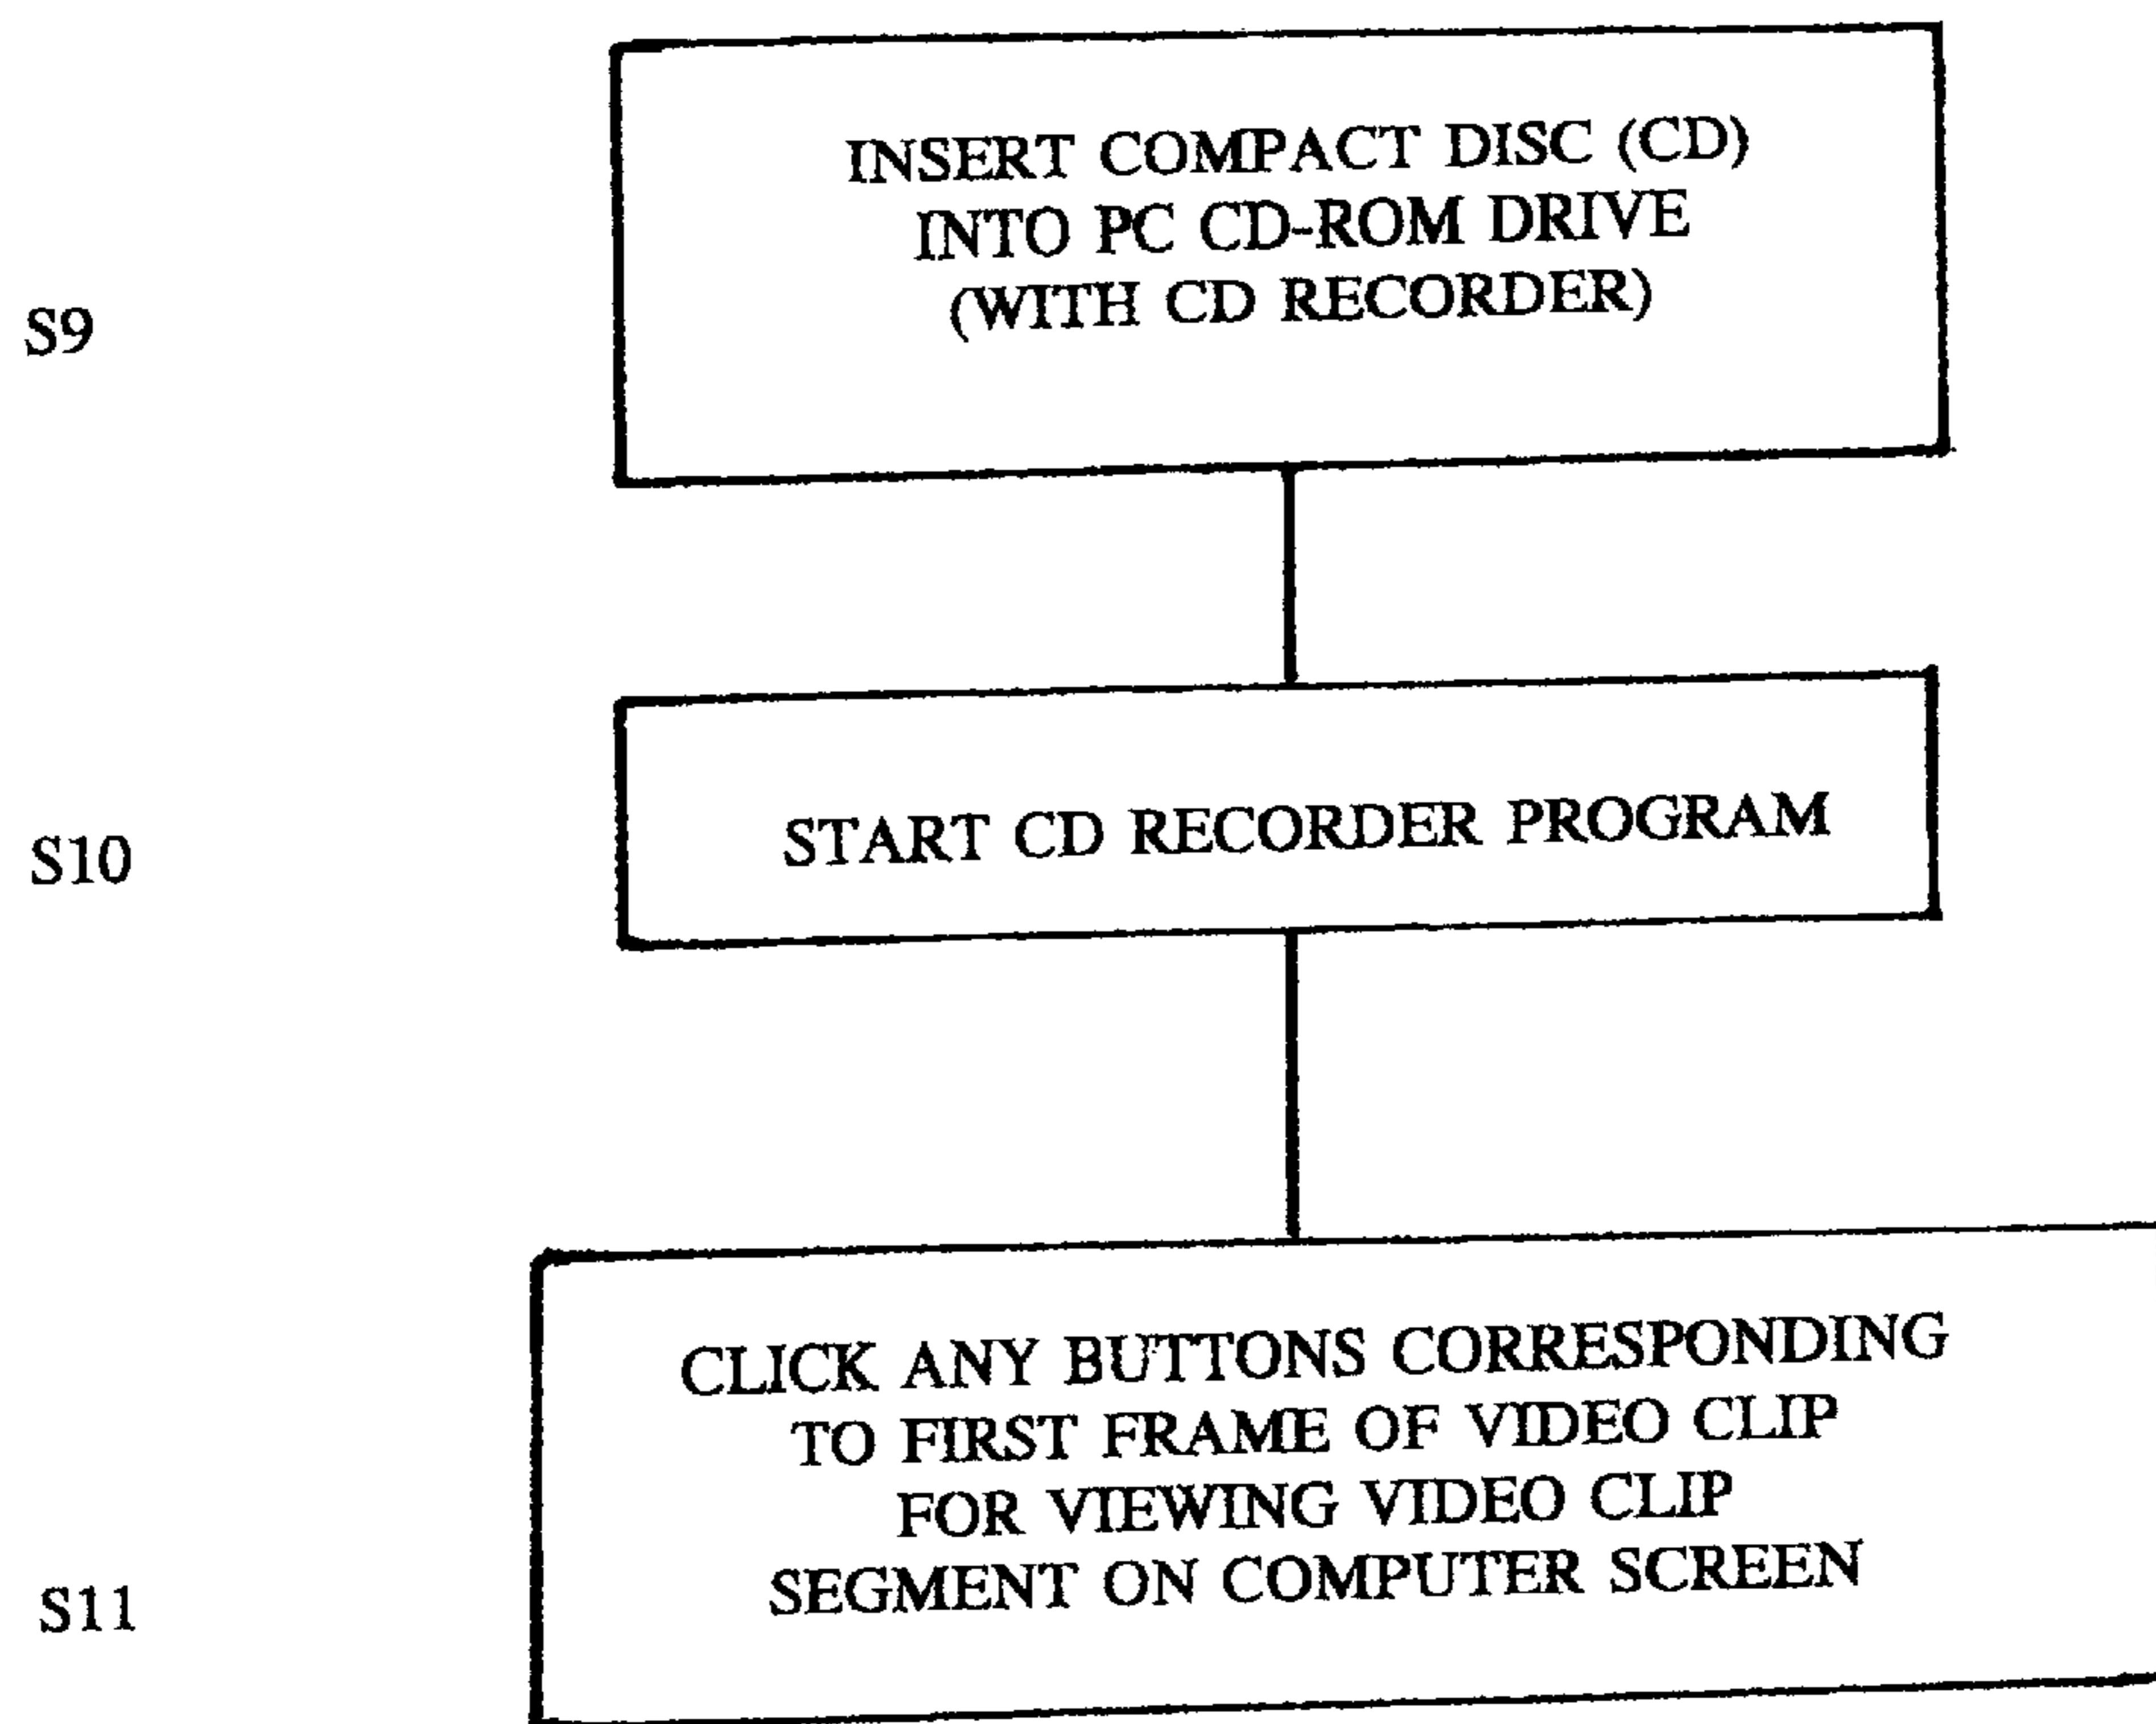 INSERT COMPACT DISC (CD)
INTO PC CD-ROM DRIVE
(WITH CD RECORDER)
S9
START CD RECORDER PROGRAM
S10
CLICK ANY BUTTONS CORRESPONDING
TO FIRST FRAME OF VIDEO CLIP
FOR VIEWING VIDEO CLIP
SEGMENT ON COMPUTER SCREEN
S11